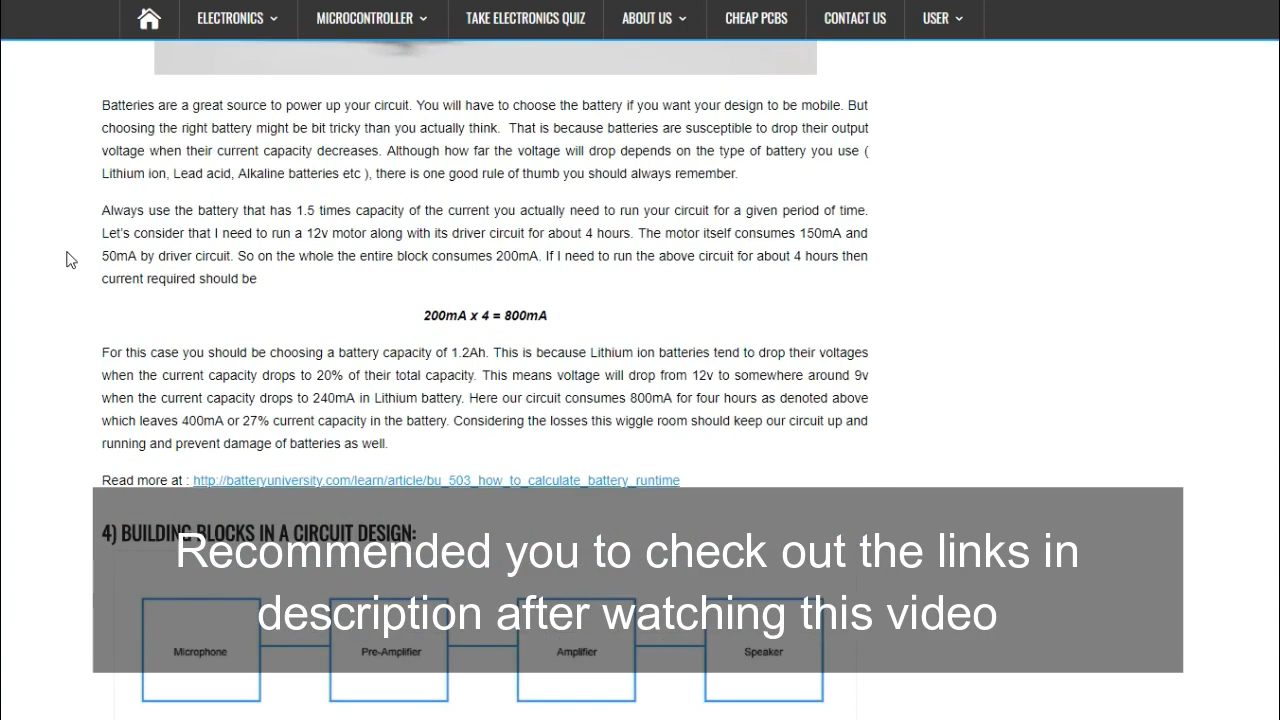 ELECTRONICS MICROCONTROLLER TAKE ELECTRONICS QUIZ ABOUT US CHEAP PCBS CONTACT US USER
Batteries are a great source to power up your circuit. You will have to choose the battery if you want your design to be mobile. But
choosing the right battery might be bit tricky than you actually think. That is because batteries are susceptible to drop their output
voltage when their current capacity decreases. Although how far the voltage will drop depends on the type of battery you use (
Lithium ion, Lead acid, Alkaline batteries etc ), there is one good rule of thumb you should always remember.
Always use the battery that has 1.5 times capacity of the current you actually need to run your circuit for a given period of time.
Let's consider that I need to run a 12v motor along with its driver circuit for about 4 hours. The motor itself consumes 150mA and
50mA by driver circuit. So on the whole the entire block consumes 200mA. If I need to run the above circuit for about 4 hours then
current required should be
200mA x 4 = 800mA
For this case you should be choosing a battery capacity of 1.2Ah. This is because Lithium ion batteries tend to drop their voltages
when the current capacity drops to 20% of their total capacity. This means voltage will drop from 12v to somewhere around 9v
when the current capacity drops to 240mA in Lithium battery. Here our circuit consumes 800mA for four hours as denoted above
which leaves 400mA or 27% current capacity in the battery. Considering the losses this wiggle room should keep our circuit up and
running and prevent damage of batteries as well.
Read more at : http://batteryuniversity.com/learn/article/bu_503_how_to_calculate_battery_runtime
4) BUILDING BLOCKS IN A CIRCUIT DESIGN:
Recommended you to check out the links in
description after watching this video
Microphone Pre-Amplifier Amplifier Speaker